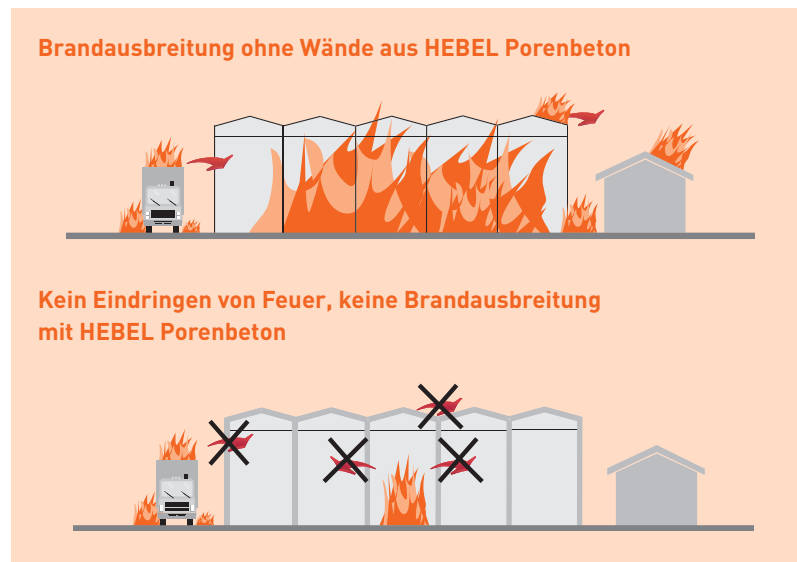 Brandausbreitung ohne Wände aus HEBEL Porenbeton
Kein Eindringen von Feuer, keine Brandausbreitung
mit HEBEL Porenbeton